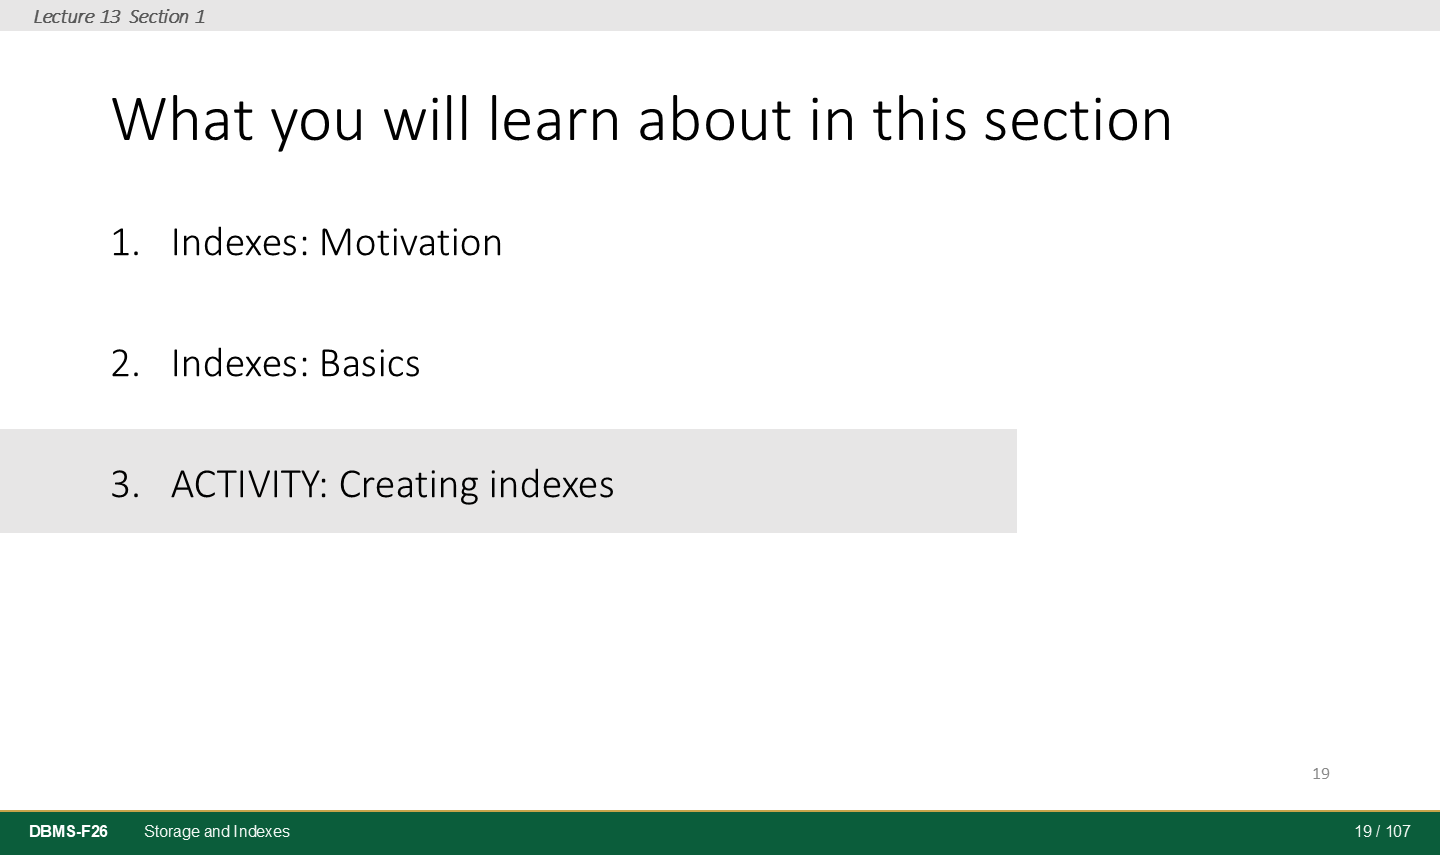 Lecture 13 Section 1
What you will learn about in this section
1. Indexes: Motivation
2. Indexes: Basics
3. ACTIVITY: Creating indexes
19
DBMS-F26 Storage and Indexes 19 / 107